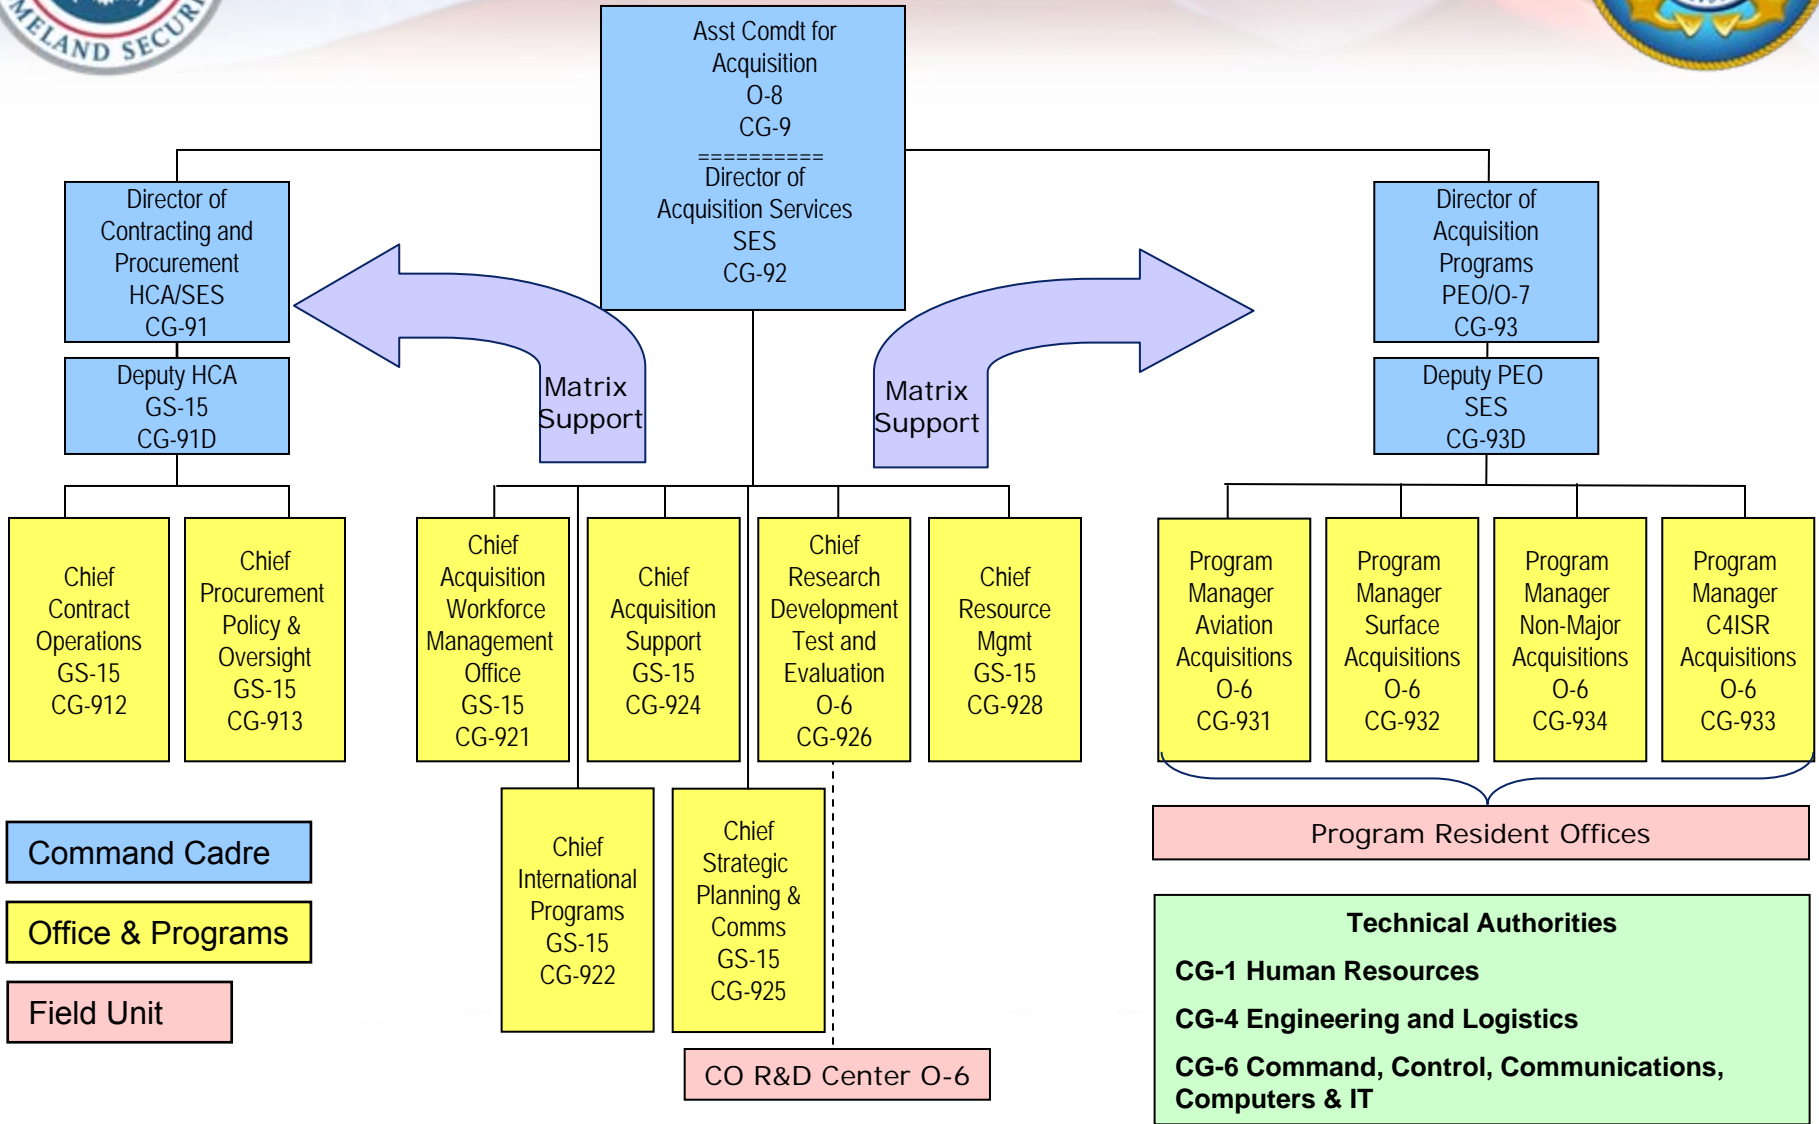 MELAND SECURI
Asst Comdt for
Acquisition
O-8
CG-9
==========
Director of
Acquisition Services
SES
CG-92
Director of
Contracting and
Procurement
HCA/SES
CG-91
Deputy HCA
GS-15
CG-91D
Director of
Acquisition
Programs
PEO/O-7
CG-93
Deputy PEO
SES
CG-93D
Matrix
Support
Matrix
Support
Chief
Contract
Operations
GS-15
CG-912
Chief
Procurement
Policy &
Oversight
GS-15
CG-913
Chief
Acquisition
Workforce
Management
Office
GS-15
CG-921
Chief
Acquisition
Support
GS-15
CG-924
Chief
Research
Development
Test and
Evaluation
O-6
CG-926
Chief
Resource
Mgmt
GS-15
CG-928
Program
Manager
Aviation
Acquisitions
O-6
CG-931
Program
Manager
Surface
Acquisitions
O-6
CG-932
Program
Manager
Non-Major
Acquisitions
O-6
CG-934
Program
Manager
C4ISR
Acquisitions
O-6
CG-933
Chief
International
Programs
GS-15
CG-922
Chief
Strategic
Planning &
Comms
GS-15
CG-925
Program Resident Offices
CO R&D Center O-6
Command Cadre
Office & Programs
Field Unit
Technical Authorities
CG-1 Human Resources
CG-4 Engineering and Logistics
CG-6 Command, Control, Communications,
Computers & IT